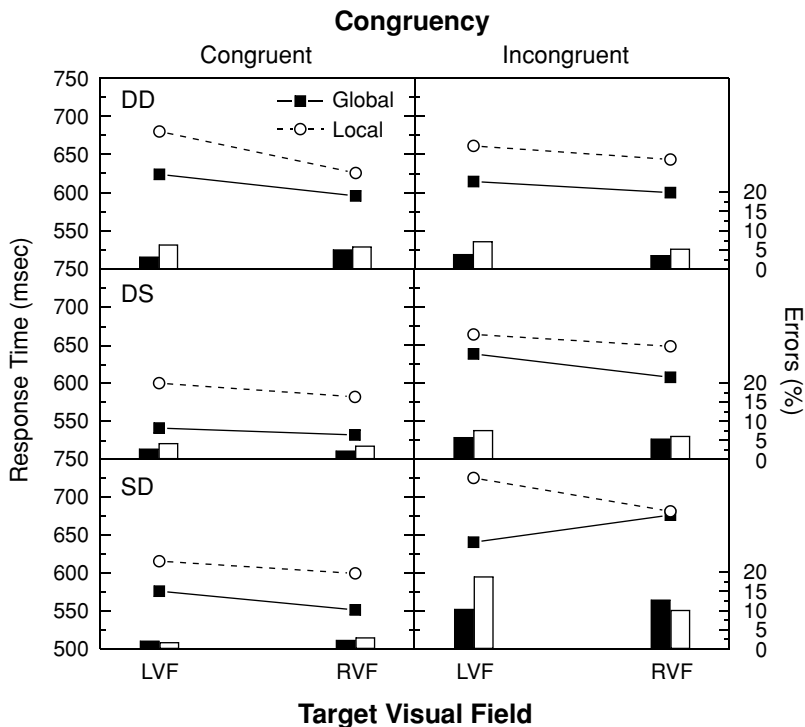 Congruency
Congruent Incongruent
750 DD Global
700 Local
650
600 20
15
550 10
5
750 0
DS
700
650
600 20
15
550 10
5
750 0
SD
700
650
600
20
550 15
10
5
500 0
LVF RVF LVF RVF
Response Time (msec)
Errors (%)
Target Visual Field